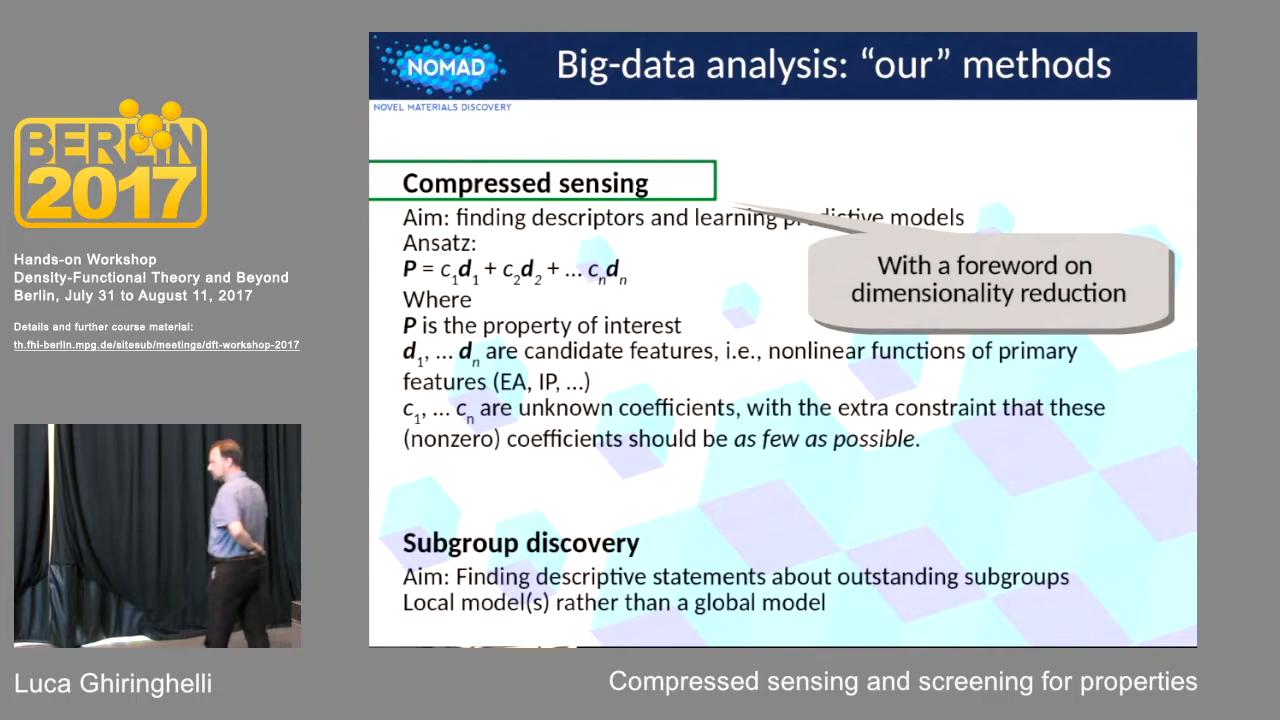 BERLIN
2017
Hands-on Workshop
Density-Functional Theory and Beyond
Berlin, July 31 to August 11, 2017
Details and further course material:
th.fhi-berlin.mpg.de/sitesub/meetings/dft-workshop-2017
NOMAD
NOVEL MATERIALS DISCOVERY
Big-data analysis: “our” methods
Compressed sensing
Aim: finding descriptors and learning predictive models
Ansatz:
P = c1d1 + c2d2 + ... cndn
Where
P is the property of interest
d1, ... dn are candidate features, i.e., nonlinear functions of primary
features (EA, IP, ...)
c1, ... cn are unknown coefficients, with the extra constraint that these
(nonzero) coefficients should be as few as possible.
With a foreword on
dimensionality reduction
Subgroup discovery
Aim: Finding descriptive statements about outstanding subgroups
Local model(s) rather than a global model
Luca Ghiringhelli
Compressed sensing and screening for properties